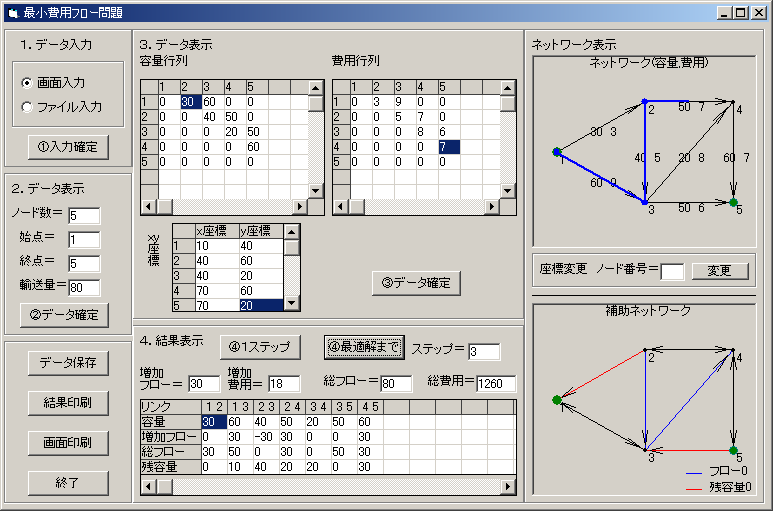 最小費用フロー問題
1. データ入力
画面入力
ファイル入力
①入力確定
2. データ表示
ノード数= 5
始点= 1
終点= 5
輸送量= 80
②データ確定
データ保存
結果印刷
画面印刷
終了
3. データ表示
容量行列
1 2 3 4 5
1 0 30 60 0 0
2 0 0 40 50 0
3 0 0 0 20 50
4 0 0 0 0 60
5 0 0 0 0 0
費用行列
1 2 3 4 5
1 0 3 9 0 0
2 0 0 5 7 0
3 0 0 0 8 6
4 0 0 0 0 7
5 0 0 0 0 0
xy座標
x座標 y座標
1 10 40
2 40 60
3 40 20
4 70 60
5 70 20
③データ確定
4. 結果表示
④1ステップ
④最適解まで
ステップ= 3
増加フロー= 30
増加費用= 18
総フロー= 80
総費用= 1260
リンク 1 2 1 3 2 3 2 4 3 4 3 5 4 5
容量 30 60 40 50 20 50 60
増加フロー 0 30 -30 30 0 0 30
総フロー 30 50 0 30 0 50 30
残容量 0 10 40 20 20 0 30
ネットワーク表示
ネットワーク(容量,費用)
2 50 7 4
30 3
1 40 5 20 8 60 7
60 9
3 50 6 5
座標変更 ノード番号= 変更
補助ネットワーク
2 4
1
3 5
フロー0
残容量0